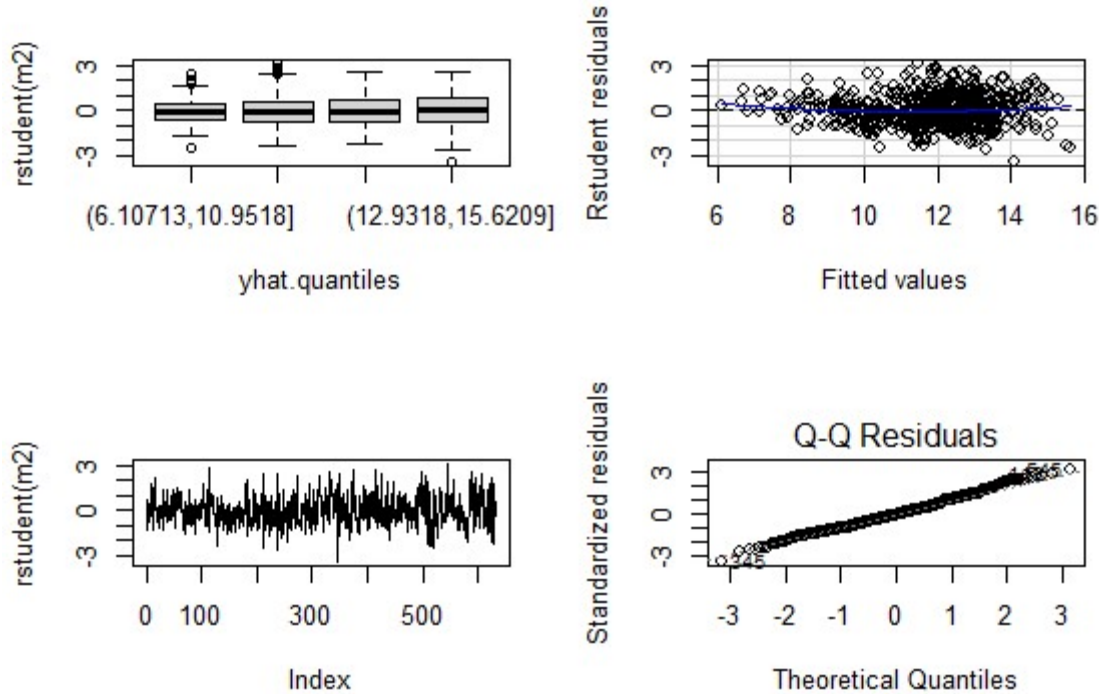 rstudent(m2)
3
0
-3
(6.10713,10.9518] (12.9318,15.6209]
yhat.quantiles
Rstudent residuals
3
0
-3
6 8 10 12 14 16
Fitted values
rstudent(m2)
3
0
-3
0 100 300 500
Index
Q-Q Residuals
Standardized residuals
3
0
-3
345
-3 -2 -1 0 1 2 3
Theoretical Quantiles